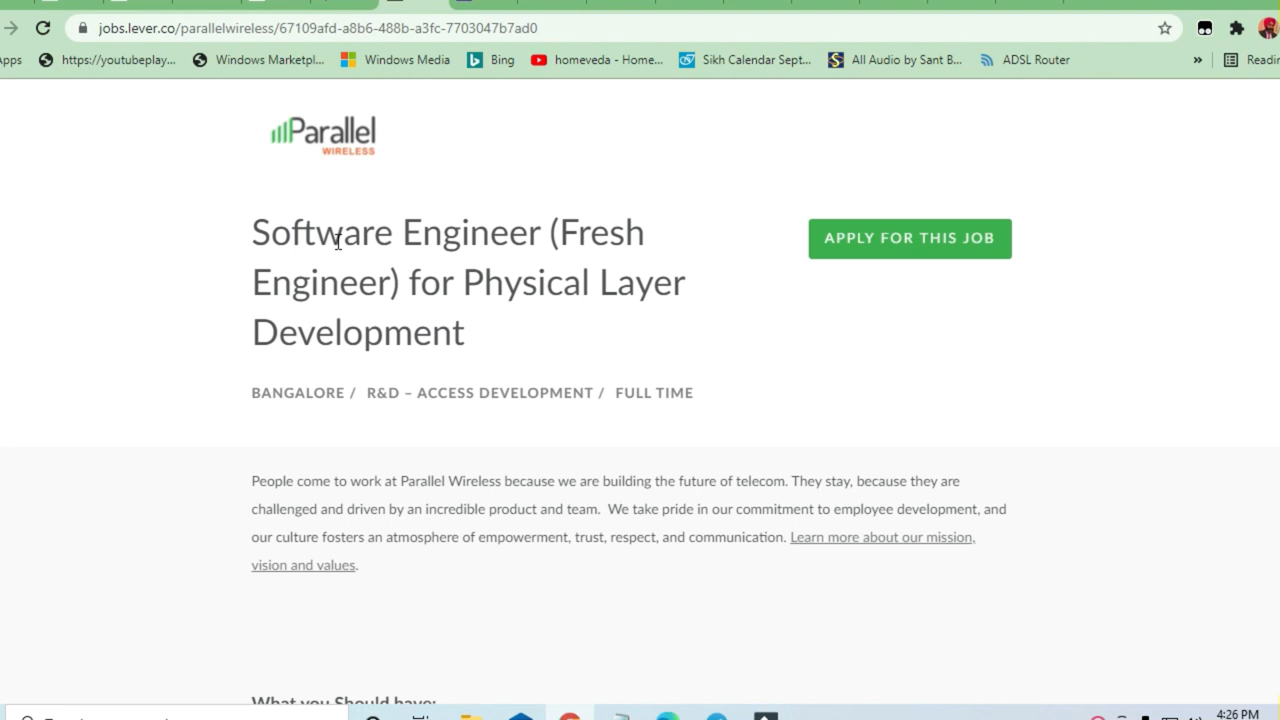 jobs.lever.co/parallelwireless/67109afd-a8b6-488b-a3fc-7703047b7ad0
pps https://youtubeplay... Windows Marketpl... Windows Media Bing homeveda - Home... Sikh Calendar Sept... All Audio by Sant B... ADSL Router » Readin
Parallel
WIRELESS
Software Engineer (Fresh
Engineer) for Physical Layer
Development
APPLY FOR THIS JOB
BANGALORE / R&D – ACCESS DEVELOPMENT / FULL TIME
People come to work at Parallel Wireless because we are building the future of telecom. They stay, because they are
challenged and driven by an incredible product and team. We take pride in our commitment to employee development, and
our culture fosters an atmosphere of empowerment, trust, respect, and communication. Learn more about our mission,
vision and values.
What you Should have:
4:26 PM